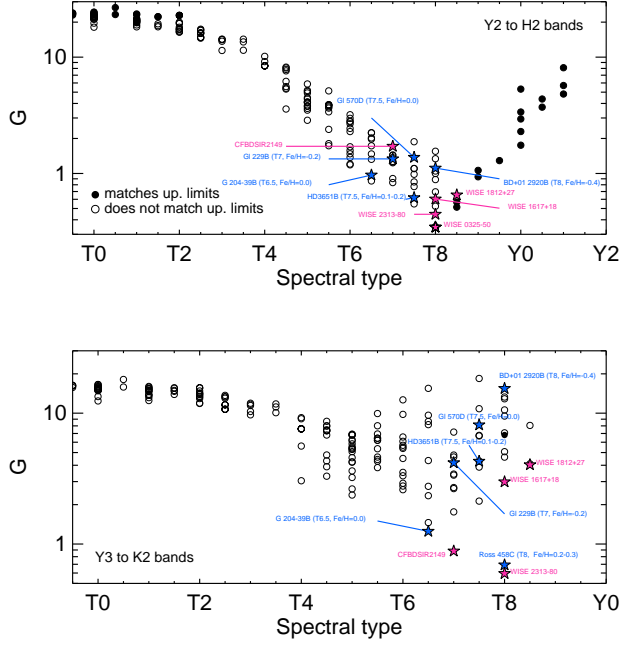 Y2 to H2 bands
10
1
G
Gl 570D (T7.5, Fe/H=0.0)
CFBDSIR2149
Gl 229B (T7, Fe/H=-0.2)
G 204-39B (T6.5, Fe/H=0.0)
BD+01 2920B (T8, Fe/H=-0.4)
WISE 1812+27
HD3651B (T7.5, Fe/H=0.1-0.2)
WISE 1617+18
WISE 2313-80
WISE 0325-50
matches up. limits
does not match up. limits
T0 T2 T4 T6 T8 Y0 Y2
Spectral type
BD+01 2920B (T8, Fe/H=-0.4)
10
1
G
Gl 570D (T7.5, Fe/H=0.0)
HD3651B (T7.5, Fe/H=0.1-0.2)
WISE 1812+27
WISE 1617+18
G 204-39B (T6.5, Fe/H=0.0)
Gl 229B (T7, Fe/H=-0.2)
Y3 to K2 bands
CFBDSIR2149
Ross 458C (T8, Fe/H=0.2-0.3)
WISE 2313-80
T0 T2 T4 T6 T8 Y0
Spectral type